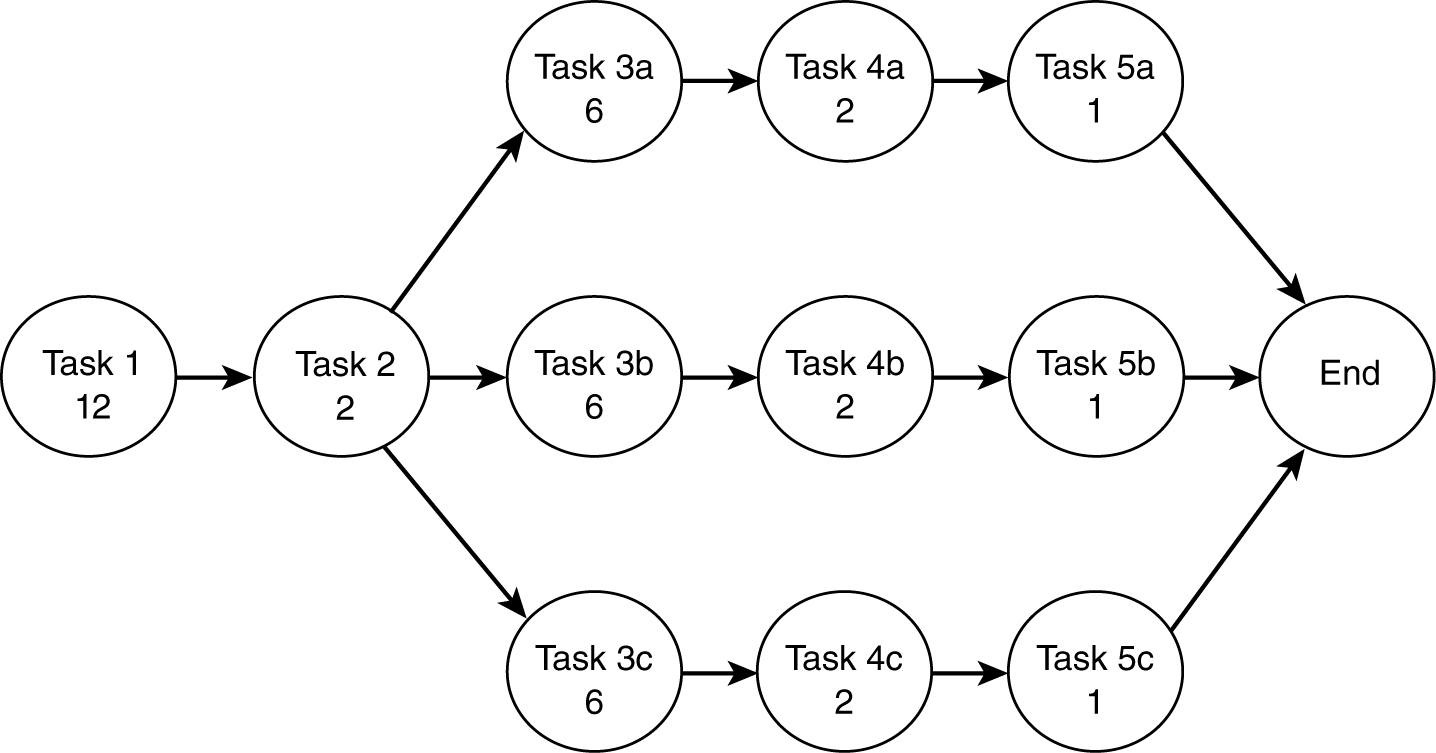 Task 3a
6
Task 4a
2
Task 5a
1
Task 1
12
Task 2
2
Task 3b
6
Task 4b
2
Task 5b
1
End
Task 3c
6
Task 4c
2
Task 5c
1